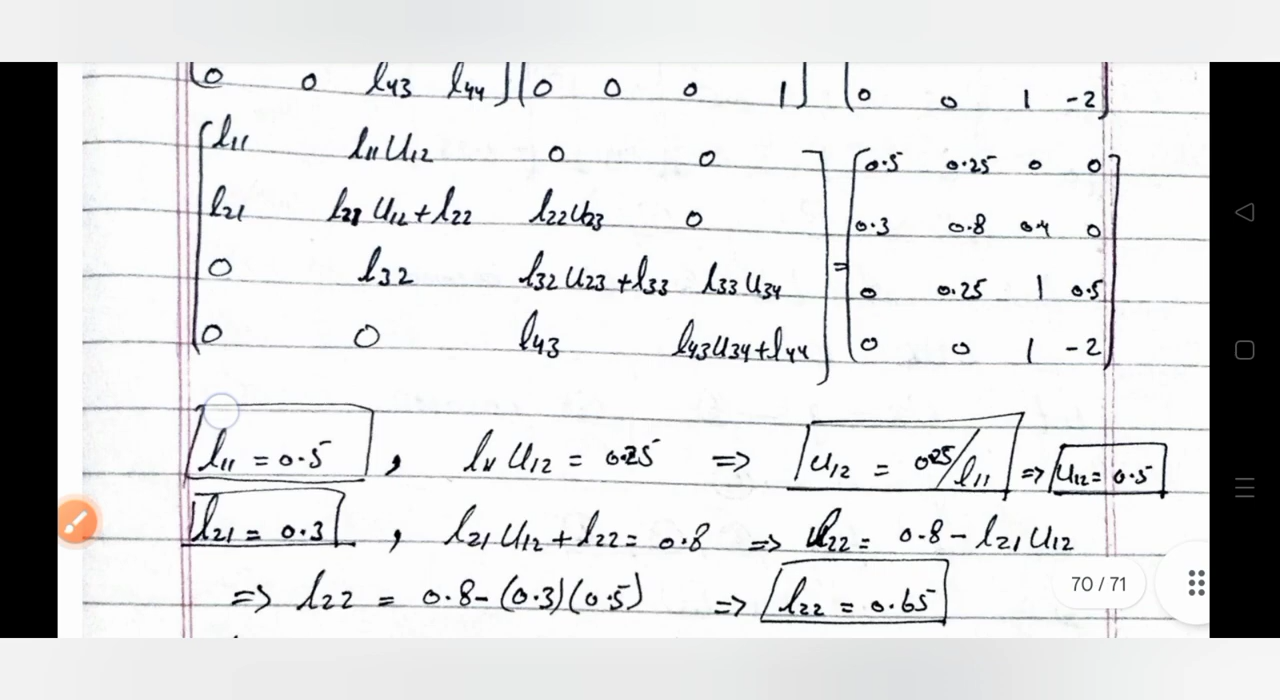 0 0 l43 l44 ] [ 0 0 0 1 ] [ 0 0 1 -2 ]
[ l11 l11 U12 0 0 ] [ 0.5 0.25 0 0 ]
l21 l21 U12 + l22 l22 U23 0 0.3 0.8 0.4 0
0 l32 l32 U23 + l33 l33 U34 = 0 0.25 1 0.5
0 0 l43 l43 U34 + l44 0 0 1 -2
l11 = 0.5 , l11 U12 = 0.25 => U12 = 0.25/l11 => U12 = 0.5
l21 = 0.3 , l21 U12 + l22 = 0.8 => l22 = 0.8 - l21 U12
=> l22 = 0.8 - (0.3)(0.5) => l22 = 0.65
70 / 71